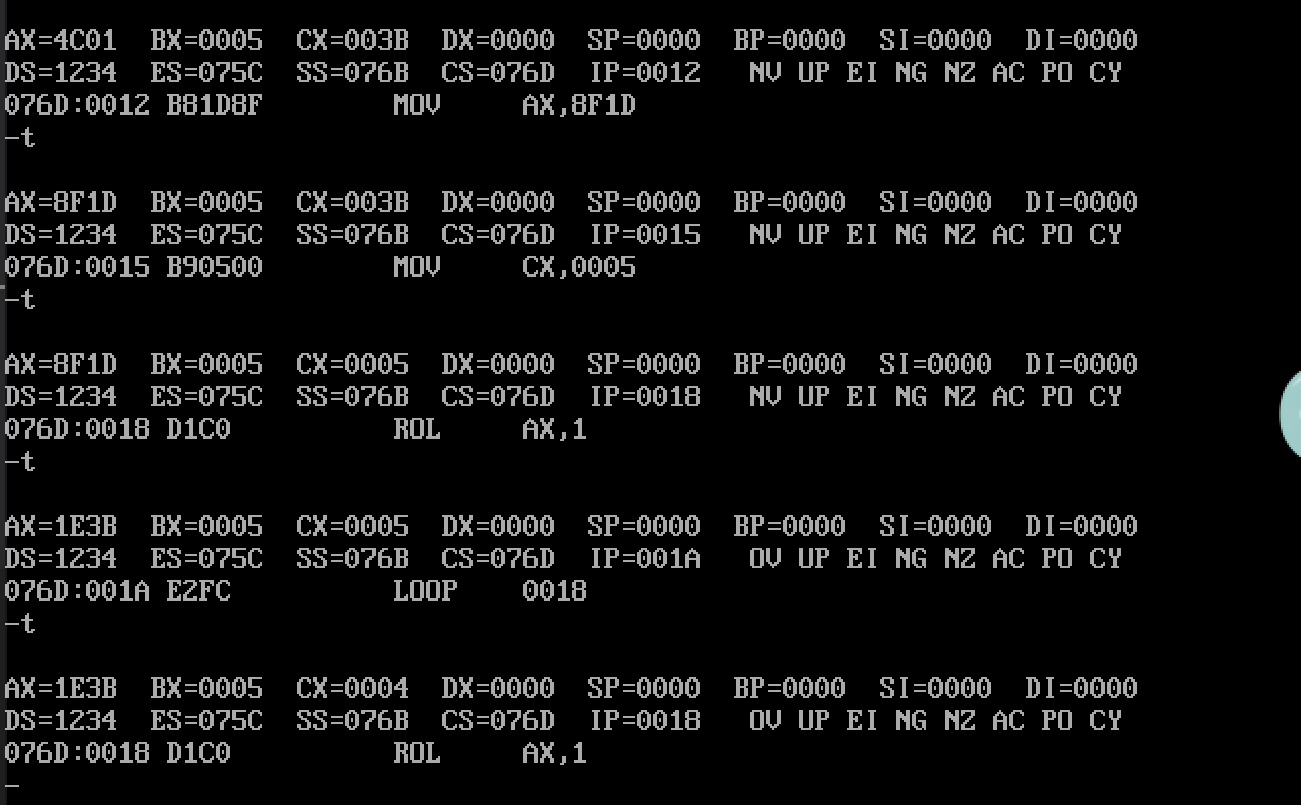 AX=4C01  BX=0005  CX=003B  DX=0000  SP=0000  BP=0000  SI=0000  DI=0000
DS=1234  ES=075C  SS=076B  CS=076D  IP=0012   NV UP EI NG NZ AC PO CY
076D:0012 B81D8F        MOV     AX,8F1D
-t
AX=8F1D  BX=0005  CX=003B  DX=0000  SP=0000  BP=0000  SI=0000  DI=0000
DS=1234  ES=075C  SS=076B  CS=076D  IP=0015   NV UP EI NG NZ AC PO CY
076D:0015 B90500        MOV     CX,0005
-t
AX=8F1D  BX=0005  CX=0005  DX=0000  SP=0000  BP=0000  SI=0000  DI=0000
DS=1234  ES=075C  SS=076B  CS=076D  IP=0018   NV UP EI NG NZ AC PO CY
076D:0018 D1C0          ROL     AX,1
-t
AX=1E3B  BX=0005  CX=0005  DX=0000  SP=0000  BP=0000  SI=0000  DI=0000
DS=1234  ES=075C  SS=076B  CS=076D  IP=001A   OV UP EI NG NZ AC PO CY
076D:001A E2FC          LOOP    0018
-t
AX=1E3B  BX=0005  CX=0004  DX=0000  SP=0000  BP=0000  SI=0000  DI=0000
DS=1234  ES=075C  SS=076B  CS=076D  IP=0018   OV UP EI NG NZ AC PO CY
076D:0018 D1C0          ROL     AX,1
-